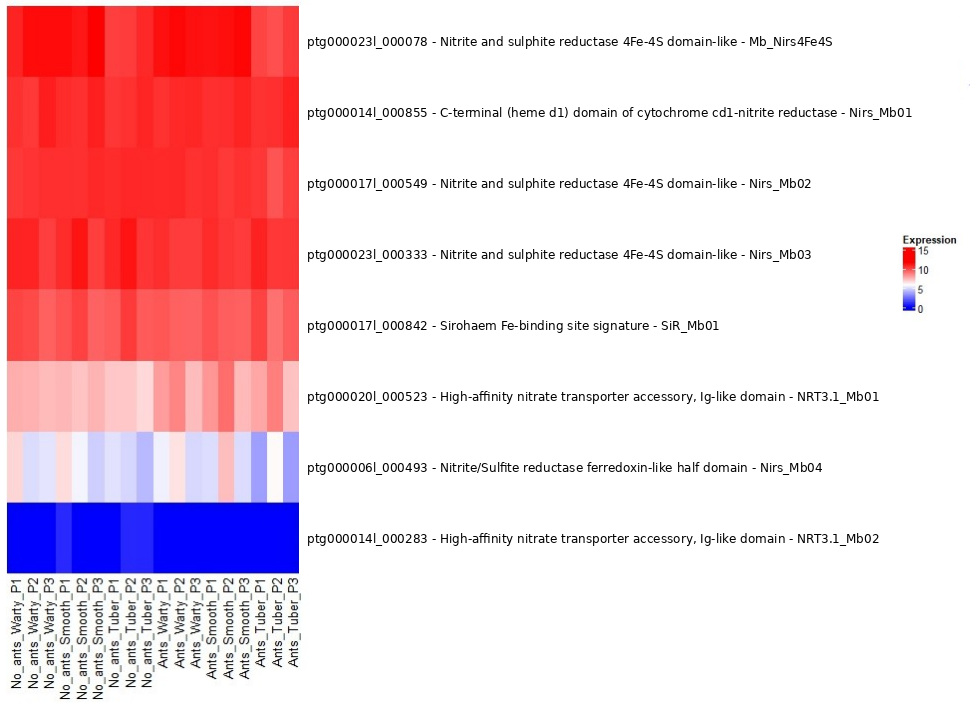 ptg000023l_000078 - Nitrite and sulphite reductase 4Fe-4S domain-like - Mb_Nirs4Fe4S
ptg000014l_000855 - C-terminal (heme d1) domain of cytochrome cd1-nitrite reductase - Nirs_Mb01
ptg000017l_000549 - Nitrite and sulphite reductase 4Fe-4S domain-like - Nirs_Mb02
ptg000023l_000333 - Nitrite and sulphite reductase 4Fe-4S domain-like - Nirs_Mb03
ptg000017l_000842 - Sirohaem Fe-binding site signature - SiR_Mb01
ptg000020l_000523 - High-affinity nitrate transporter accessory, Ig-like domain - NRT3.1_Mb01
ptg000006l_000493 - Nitrite/Sulfite reductase ferredoxin-like half domain - Nirs_Mb04
ptg000014l_000283 - High-affinity nitrate transporter accessory, Ig-like domain - NRT3.1_Mb02
Expression
15
10
5
0
No_ants_Warty_P1
No_ants_Warty_P2
No_ants_Warty_P3
No_ants_Smooth_P1
No_ants_Smooth_P2
No_ants_Smooth_P3
No_ants_Tuber_P1
No_ants_Tuber_P2
No_ants_Tuber_P3
Ants_Warty_P1
Ants_Warty_P2
Ants_Warty_P3
Ants_Smooth_P1
Ants_Smooth_P2
Ants_Smooth_P3
Ants_Tuber_P1
Ants_Tuber_P2
Ants_Tuber_P3